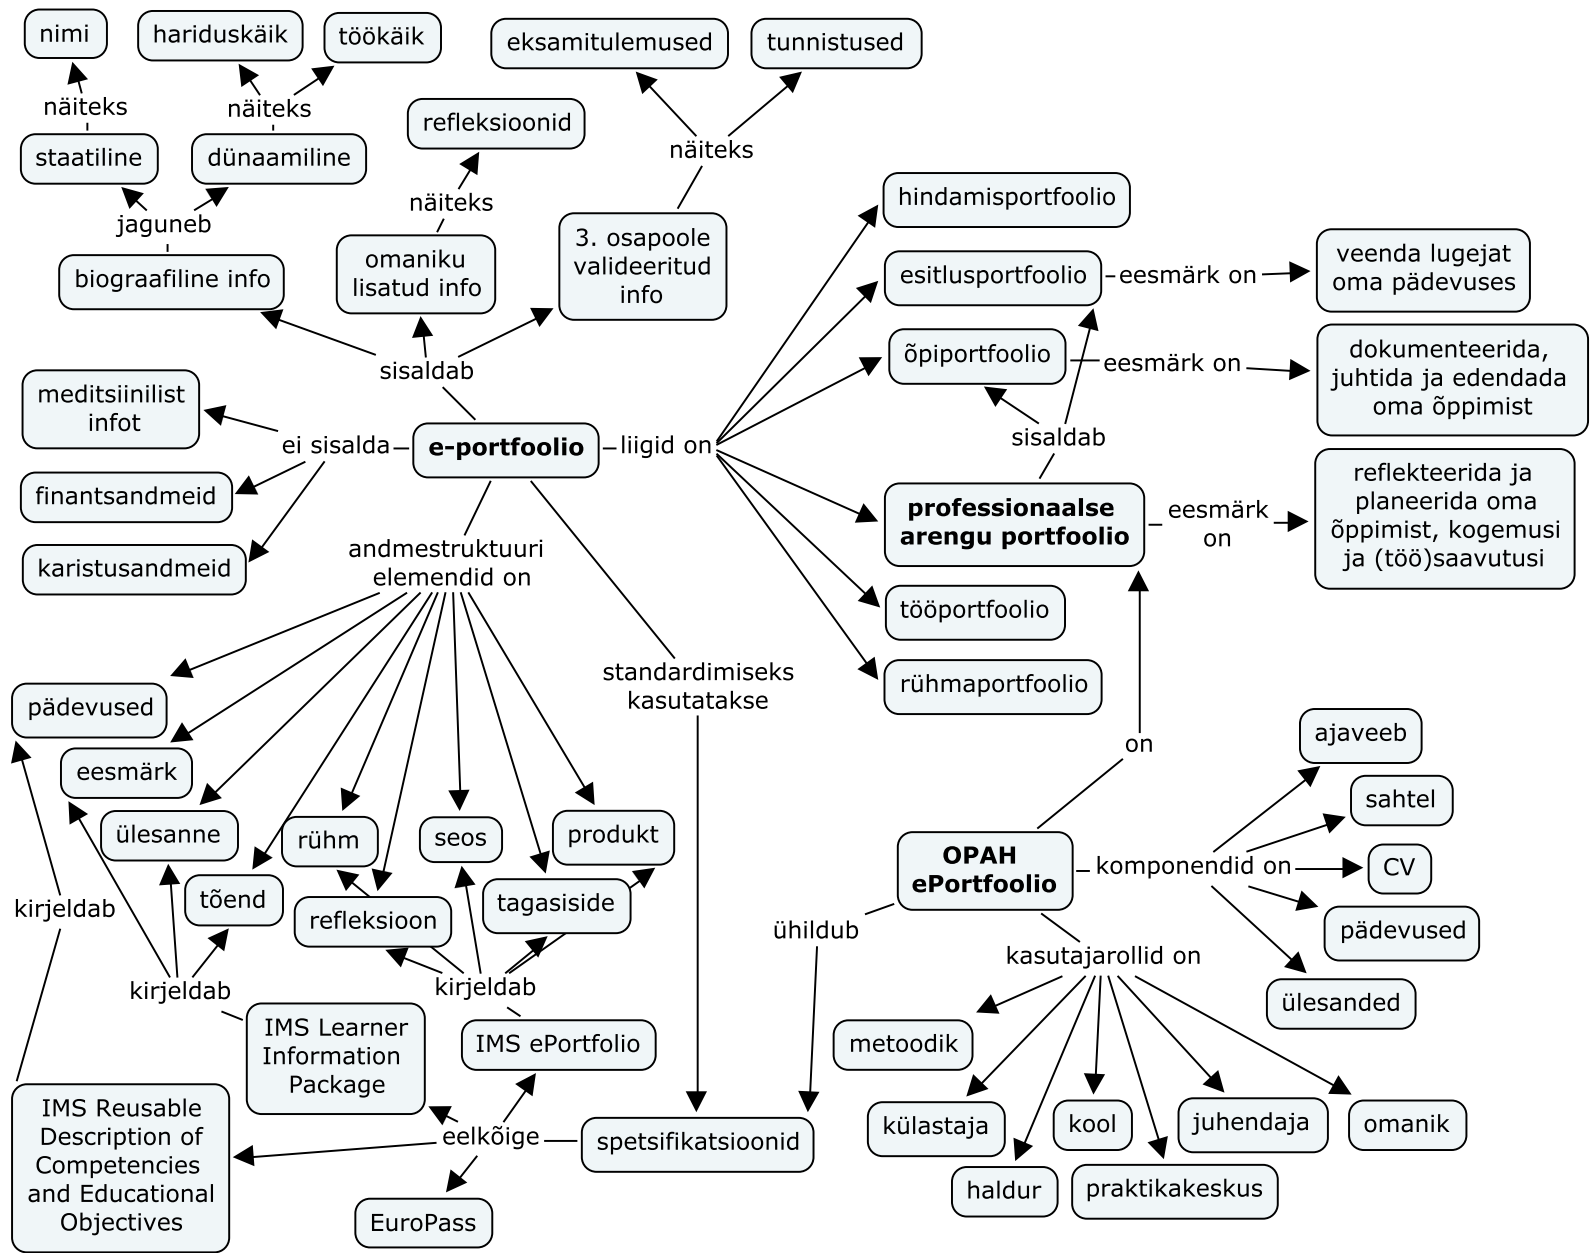 nimi
hariduskäik
töökäik
eksamitulemused
tunnistused
näiteks
näiteks
refleksioonid
näiteks
staatiline
dünaamiline
jaguneb
näiteks
hindamisportfoolio
biograafiline info
omaniku
lisatud info
3. osapoole
valideeritud
info
esitlusportfoolio
eesmärk on
veenda lugejat
oma pädevuses
sisaldab
õpiportfoolio
eesmärk on
dokumenteerida,
juhtida ja edendada
oma õppimist
meditsiinilist
infot
ei sisalda
e-portfoolio
liigid on
sisaldab
finantsandmeid
professionaalse
arengu portfoolio
eesmärk
on
reflekteerida ja
planeerida oma
õppimist, kogemusi
ja (töö)saavutusi
karistusandmeid
andmestruktuuri
elemendid on
tööportfoolio
standardimiseks
kasutatakse
rühmaportfoolio
pädevused
on
ajaveeb
eesmärk
sahtel
ülesanne
rühm
seos
produkt
OPAH
ePortfoolio
komponendid on
CV
tõend
refleksioon
tagasiside
kirjeldab
ühildub
pädevused
kasutajarollid on
kirjeldab
kirjeldab
ülesanded
IMS Learner
Information
Package
IMS ePortfolio
metoodik
IMS Reusable
Description of
Competencies
and Educational
Objectives
eelkõige
spetsifikatsioonid
külastaja
kool
juhendaja
omanik
haldur
praktikakeskus
EuroPass